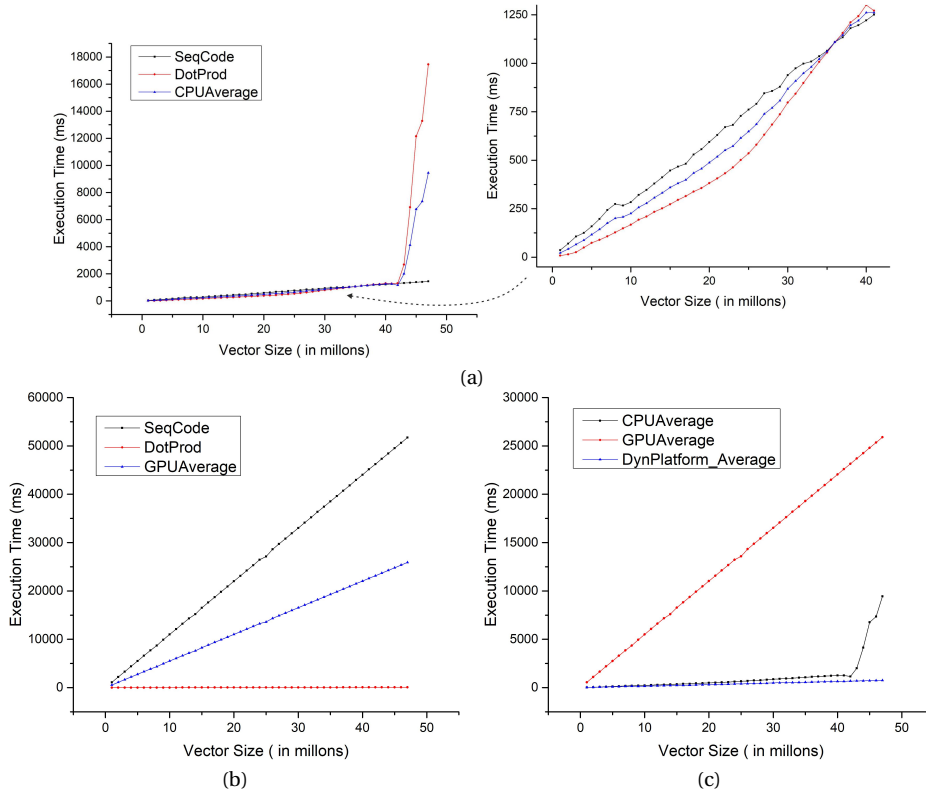 SeqCode
DotProd
CPUAverage
18000
16000
14000
12000
10000
8000
6000
4000
2000
0
Execution Time (ms)
0 10 20 30 40 50
Vector Size ( in millons)
1250
1000
750
500
250
0
Execution Time (ms)
0 10 20 30 40
Vector Size ( in millons)
(a)
60000
50000
40000
30000
20000
10000
0
Execution Time (ms)
SeqCode
DotProd
GPUAverage
0 10 20 30 40 50
Vector Size ( in millons)
(b)
30000
25000
20000
15000
10000
5000
0
Execution Time (ms)
CPUAverage
GPUAverage
DynPlatform_Average
0 10 20 30 40 50
Vector Size ( in millons)
(c)